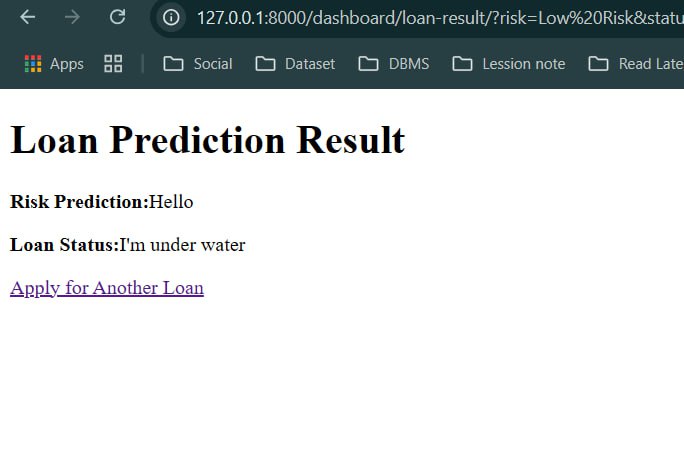 127.0.0.1:8000/dashboard/loan-result/?risk=Low%20Risk&statu
Apps Social Dataset DBMS Lession note Read Late
Loan Prediction Result
Risk Prediction:Hello
Loan Status:I'm under water
Apply for Another Loan